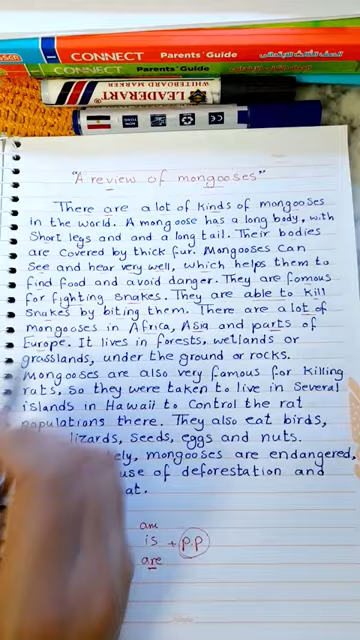 CONNECT Parents' Guide
CONNECT Parents' Guide
WHITEBOARD MARKER
LEADERART
"A review of mongooses"
There are a lot of kinds of mongooses
in the world. A mongoose has a long body, with
Short legs and and a long tail. Their bodies
are Covered by thick fur. Mongooses Can
See and hear very well, which helps them to
find food and avoid danger. They are famous
for fighting snakes. They are able to kill
Snakes by biting them. There are a lot of
mongooses in Africa, Asia and parts of
Europe. It lives in forests, wetlands or
grasslands, under the ground or rocks.
Mongooses are also very famous for killing
rats, So they were taken to live in Several
islands in Hawaii to Control the rat
populations there. They also eat birds,
lizards, Seeds, eggs and nuts.
mongooses are endangered,
use of deforestation and
at.
am
is + p.p
are